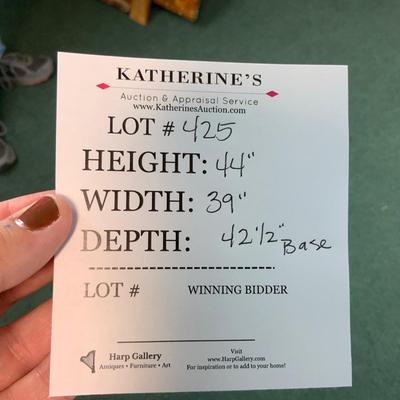 KATHERINE'S
Auction & Appraisal Service
www.KatherinesAuction.com
LOT # 425
HEIGHT: 44"
WIDTH: 39"
DEPTH: 42 1/2" Base
LOT # WINNING BIDDER
Harp Gallery
Antiques • Furniture • Art
Visit
www.HarpGallery.com
For inspiration or to add to your home!